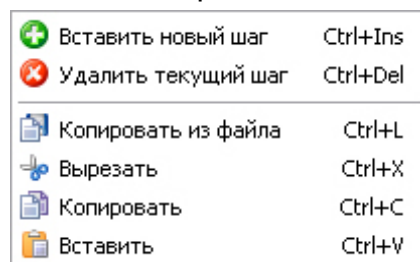 Вставить новый шаг Ctrl+Ins
Удалить текущий шаг Ctrl+Del
Копировать из файла Ctrl+L
Вырезать Ctrl+X
Копировать Ctrl+C
Вставить Ctrl+V